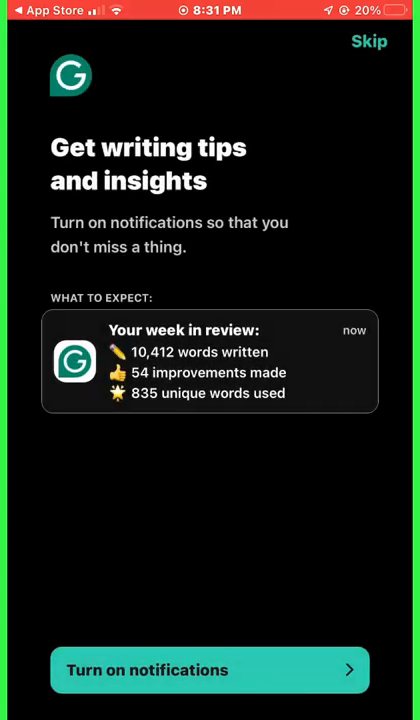 App Store
8:31 PM
20%
Skip
G
Get writing tips
and insights
Turn on notifications so that you
don't miss a thing.
WHAT TO EXPECT:
Your week in review:
now
✏️ 10,412 words written
👍 54 improvements made
🌟 835 unique words used
Turn on notifications